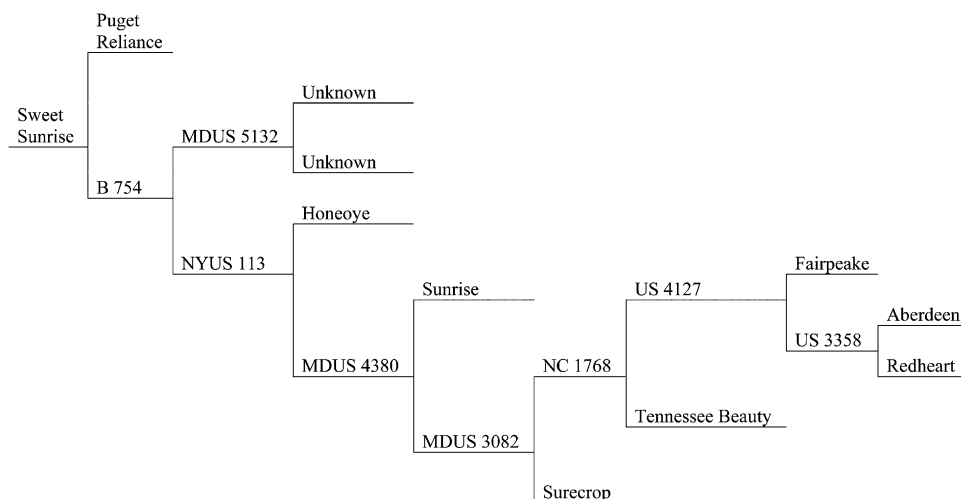 Puget
Reliance
Unknown
Sweet
Sunrise
MDUS 5132
Unknown
B 754
Honeoye
NYUS 113
Fairpeake
Sunrise
US 4127
Aberdeen
US 3358
MDUS 4380
NC 1768
Redheart
Tennessee Beauty
MDUS 3082
Surecrop